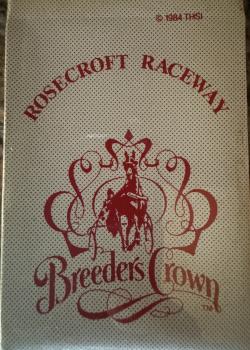 © 1984 THSI
ROSECROFT RACEWAY
Breeders Crown
TM